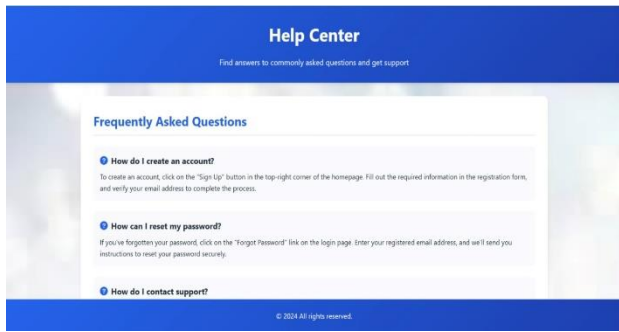 Help Center
Find answers to commonly asked questions and get support
Frequently Asked Questions
How do I create an account?
To create an account, click on the "Sign Up" button in the top-right corner of the homepage. Fill out the required information in the registration form,
and verify your email address to complete the process.
How can I reset my password?
If you've forgotten your password, click on the "Forgot Password" link on the login page. Enter your registered email address, and we'll send you
instructions to reset your password securely.
How do I contact support?
© 2024 All rights reserved.